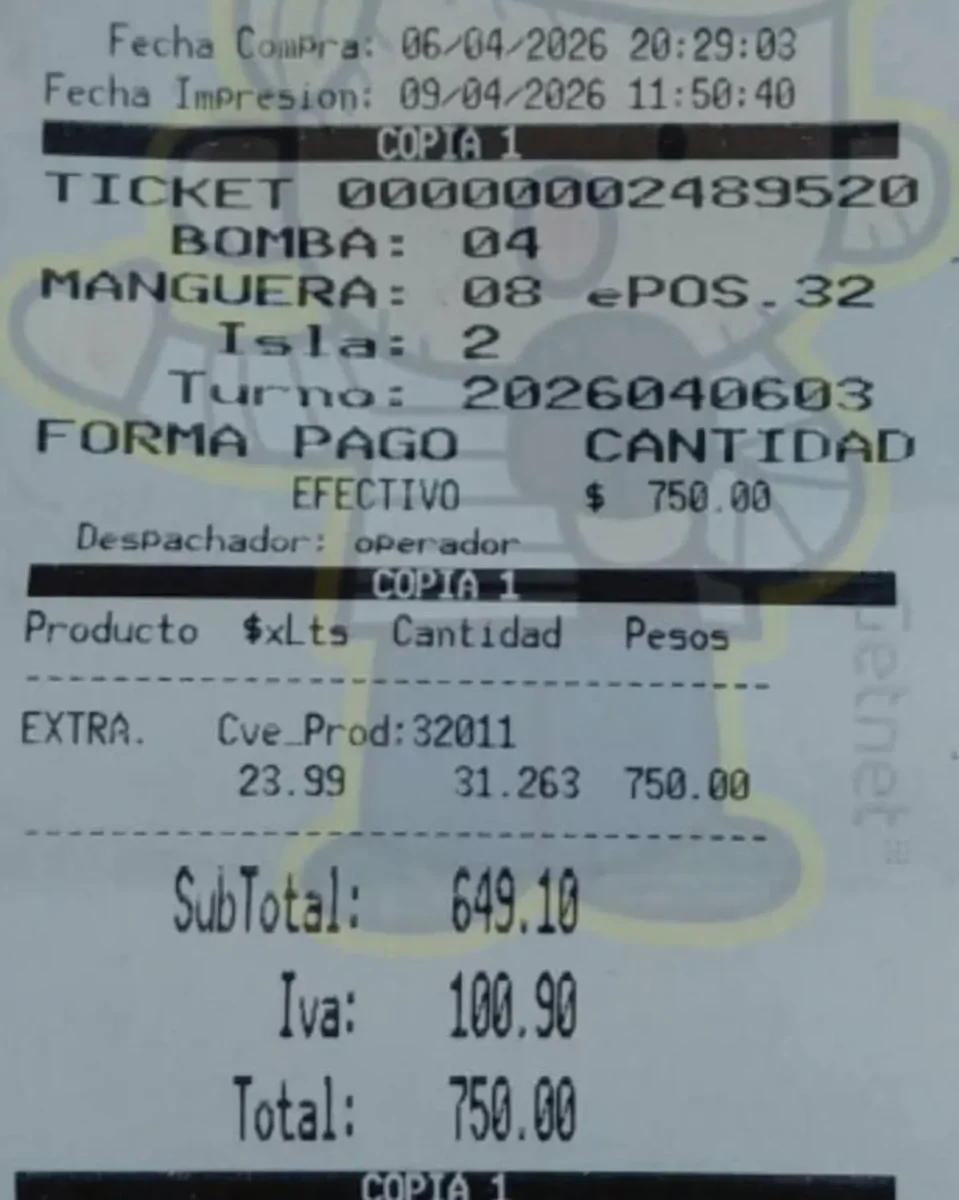 Fecha Compra: 06/04/2026 20:29:03
Fecha Impresion: 09/04/2026 11:50:40
COPIA 1
TICKET 00000002489520
BOMBA: 04
MANGUERA: 08 ePOS.32
Isla: 2
Turno: 2026040603
FORMA PAGO CANTIDAD
EFECTIVO $ 750.00
Despachador: operador
COPIA 1
Producto $xLts Cantidad Pesos
EXTRA. Cve_Prod:32011
23.99 31.263 750.00
SubTotal: 649.10
Iva: 100.90
Total: 750.00
COPIA 1
Getnet